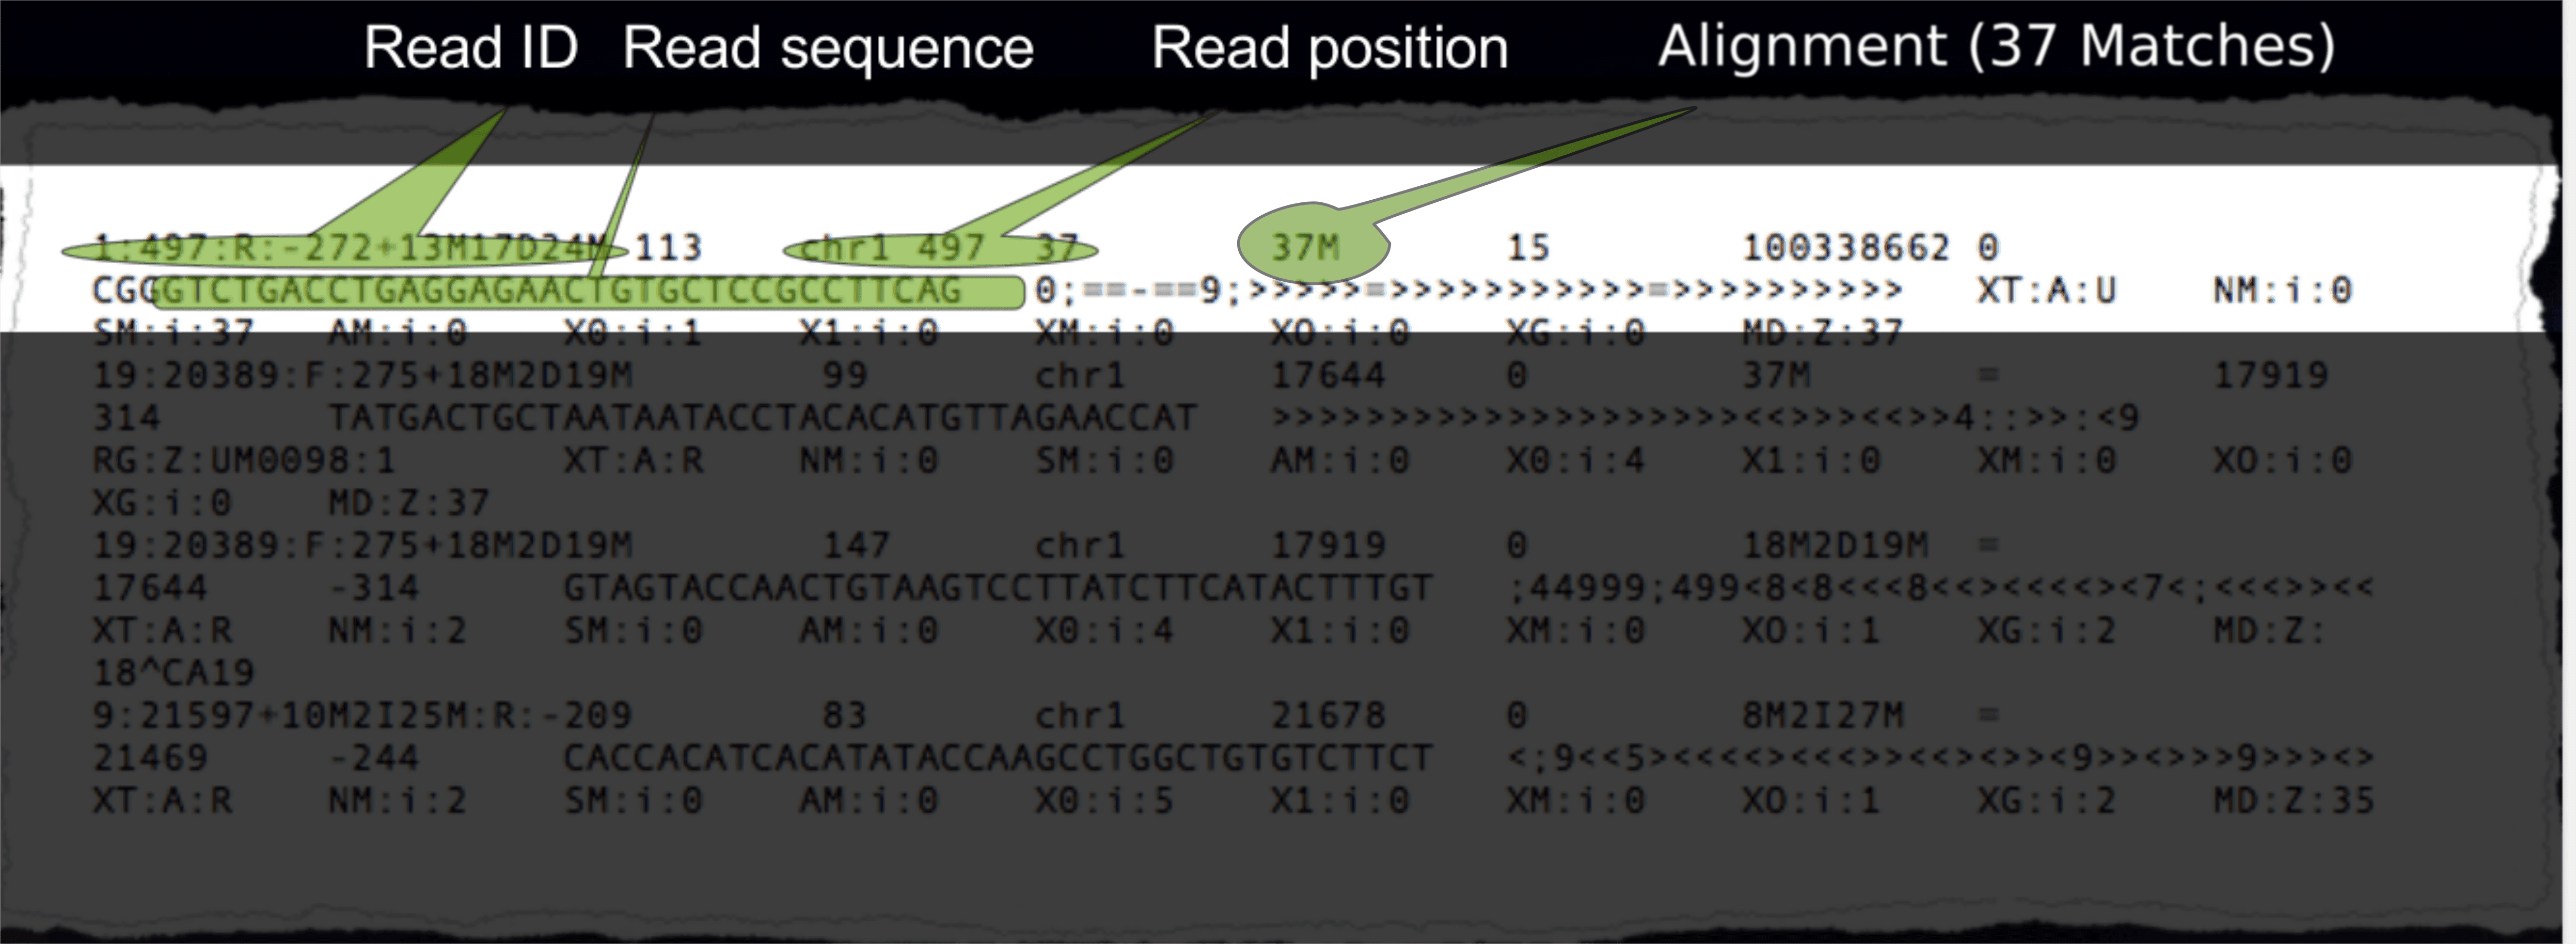 Read ID Read sequence Read position Alignment (37 Matches)
1:497:R:-272+13M17D24M 113 chr1 497 37 37M 15 100338662 0
CGGGTCTGACCTGAGGAGAACTGTGCTCCGCCTTCAG 0;==-==9;>>>>>=>>>>>>>>>>>=>>>>>>>>>> XT:A:U NM:i:0
SM:i:37 AM:i:0 X0:i:1 X1:i:0 XM:i:0 XO:i:0 XG:i:0 MD:Z:37
19:20389:F:275+18M2D19M 99 chr1 17644 0 37M = 17919
314 TATGACTGCTAATAATACCTACACATGTTAGAACCAT >>>>>>>>>>>>>>>>>>>><<>>><<>>4::>>:<9
RG:Z:UM0098:1 XT:A:R NM:i:0 SM:i:0 AM:i:0 X0:i:4 X1:i:0 XM:i:0 XO:i:0
XG:i:0 MD:Z:37
19:20389:F:275+18M2D19M 147 chr1 17919 0 18M2D19M =
17644 -314 GTAGTACCAACTGTAAGTCCTTATCTTCATACTTTGT ;44999;499<8<8<<<8<<><<<<><7<;<<<>><<
XT:A:R NM:i:2 SM:i:0 AM:i:0 X0:i:4 X1:i:0 XM:i:0 XO:i:1 XG:i:2 MD:Z:
18^CA19
9:21597+10M2I25M:R:-209 83 chr1 21678 0 8M2I27M =
21469 -244 CACCACATCACATATACCAAGCCTGGCTGTGTCTTCT <;9<<5><<<<><<<>><<><>><9>><>>>9>>><>
XT:A:R NM:i:2 SM:i:0 AM:i:0 X0:i:5 X1:i:0 XM:i:0 XO:i:1 XG:i:2 MD:Z:35